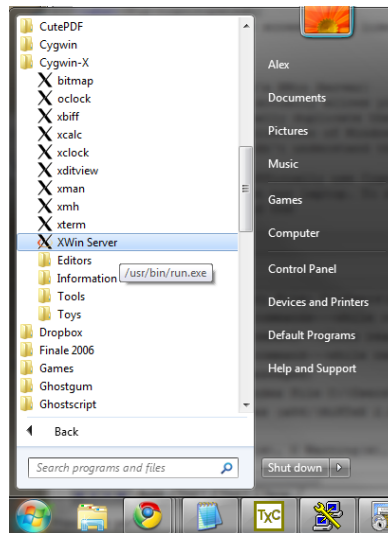 CutePDF
Cygwin
Cygwin-X
bitmap
oclock
xbiff
xcalc
xclock
xditview
xman
xmh
xterm
XWin Server
Editors
Information
/usr/bin/run.exe
Tools
Toys
Dropbox
Finale 2006
Games
Ghostgum
Ghostscript
Back
Search programs and files
Alex
Documents
Pictures
Music
Games
Computer
Control Panel
Devices and Printers
Default Programs
Help and Support
Shut down
TXC